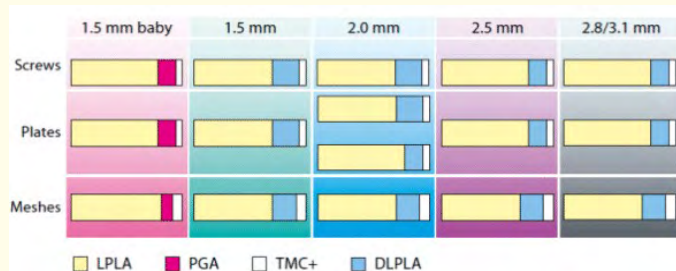 1.5 mm baby 1.5 mm 2.0 mm 2.5 mm 2.8/3.1 mm
Screws
Plates
Meshes
LPLA PGA TMC+ DLPLA